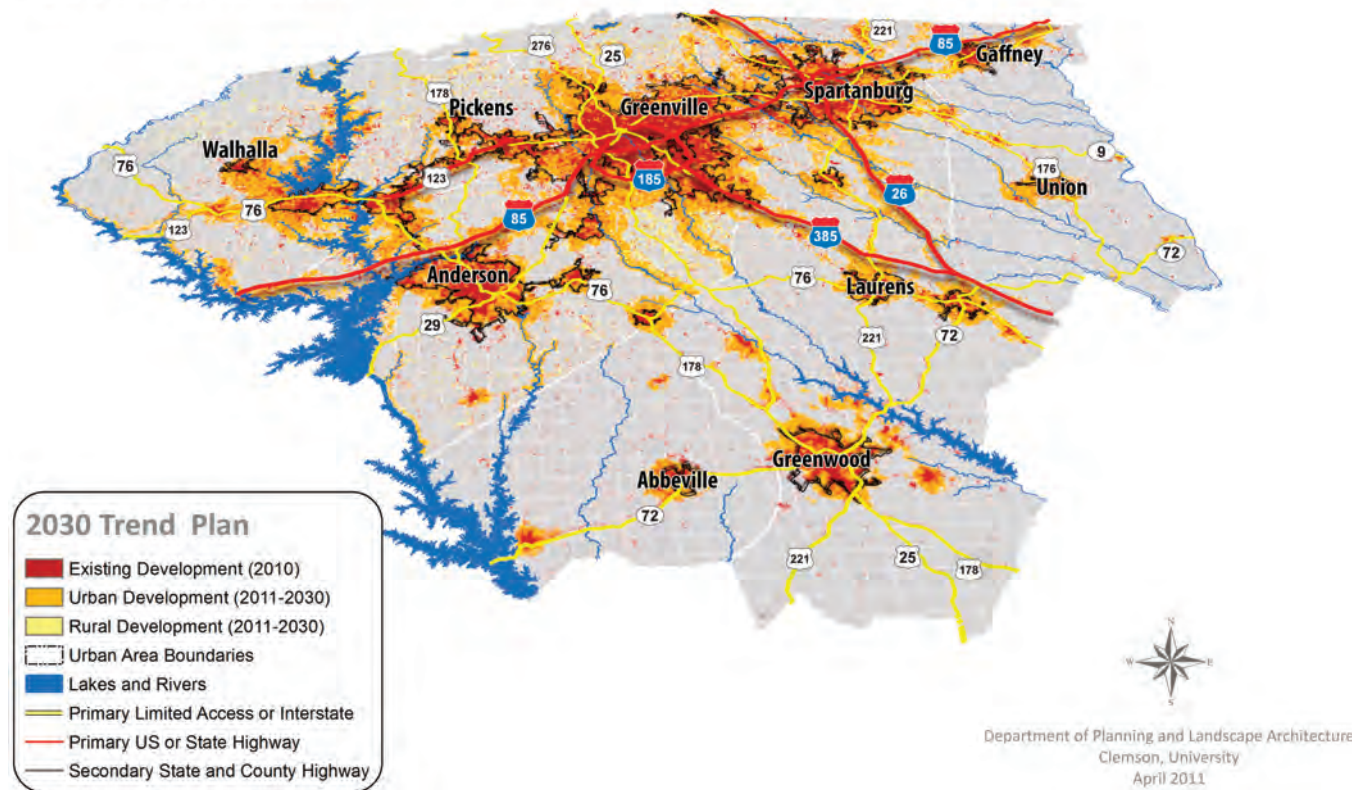 221
85
Gaffney
276
25
178
Pickens
Greenville
Spartanburg
Walhalla
76
9
123
185
176
Union
76
26
123
85
385
72
Anderson
76
76
Laurens
29
221
72
178
Greenwood
Abbeville
72
221
25
178
2030 Trend Plan
Existing Development (2010)
Urban Development (2011-2030)
Rural Development (2011-2030)
Urban Area Boundaries
Lakes and Rivers
Primary Limited Access or Interstate
Primary US or State Highway
Secondary State and County Highway
N
W
E
S
Department of Planning and Landscape Architecture
Clemson, University
April 2011